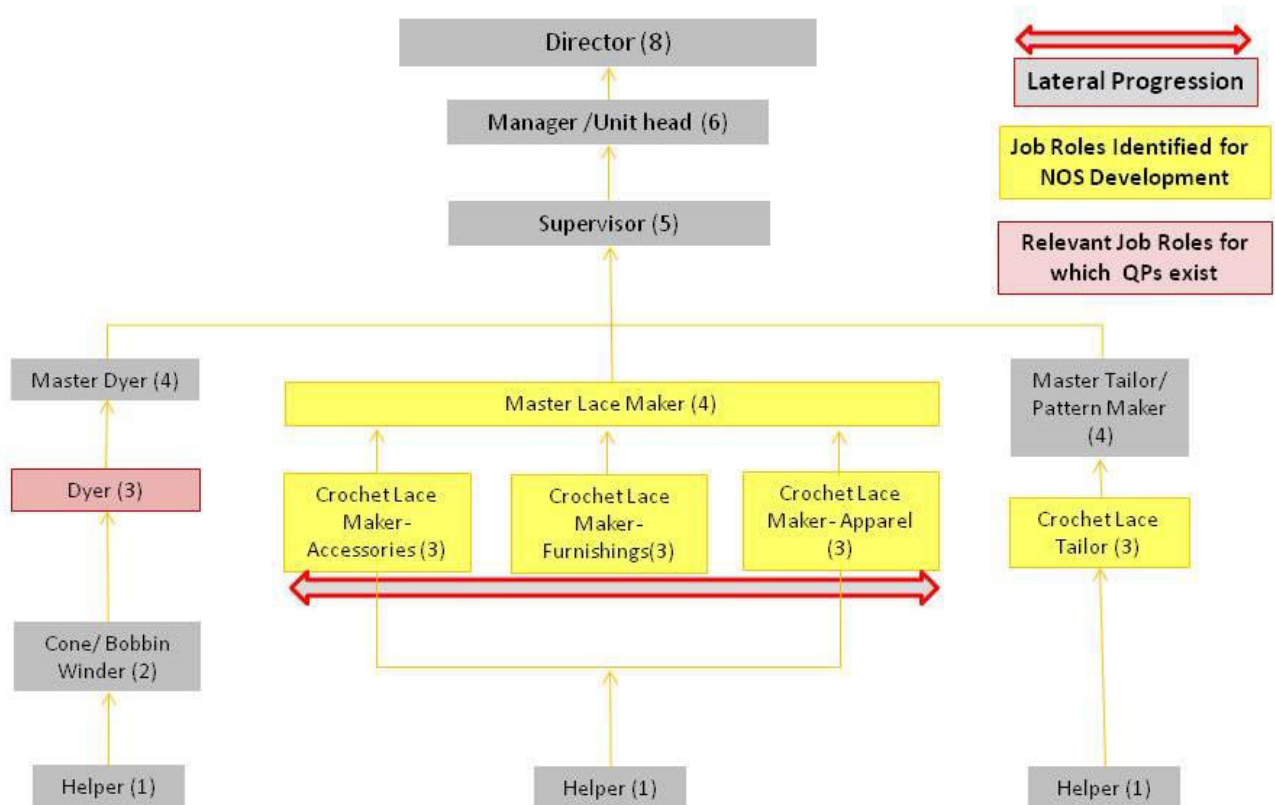 Director (8)
Lateral Progression
Manager /Unit head (6)
Job Roles Identified for
NOS Development
Supervisor (5)
Relevant Job Roles for
which QPs exist
Master Dyer (4)
Master Lace Maker (4)
Master Tailor/
Pattern Maker
(4)
Dyer (3)
Crochet Lace
Maker-
Accessories (3)
Crochet Lace
Maker-
Furnishings(3)
Crochet Lace
Maker- Apparel
(3)
Crochet Lace
Tailor (3)
Cone/ Bobbin
Winder (2)
Helper (1)
Helper (1)
Helper (1)